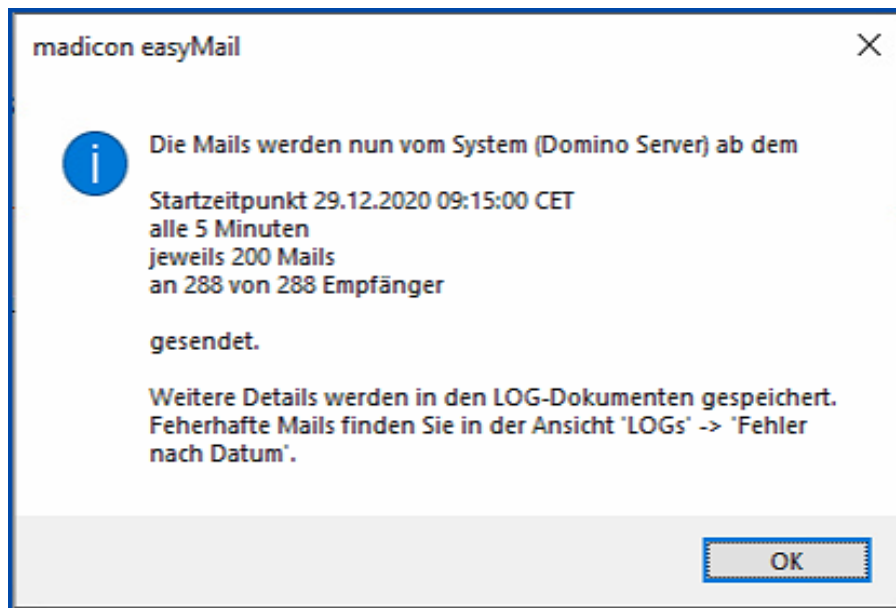 madicon easyMail
Die Mails werden nun vom System (Domino Server) ab dem
Startzeitpunkt 29.12.2020 09:15:00 CET
alle 5 Minuten
jeweils 200 Mails
an 288 von 288 Empfänger
gesendet.
Weitere Details werden in den LOG-Dokumenten gespeichert.
Feherhafte Mails finden Sie in der Ansicht 'LOGs' -> 'Fehler
nach Datum'.
OK